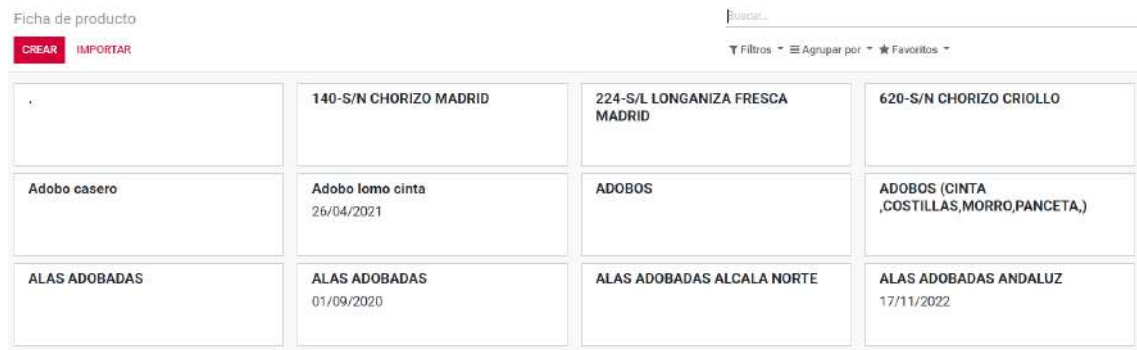 Ficha de producto
Buscar...
CREAR IMPORTAR
Filtros Agrupar por Favoritos
.
140-S/N CHORIZO MADRID
224-S/L LONGANIZA FRESCA
MADRID
620-S/N CHORIZO CRIOLLO
Adobo casero
Adobo lomo cinta
26/04/2021
ADOBOS
ADOBOS (CINTA
,COSTILLAS,MORRO,PANCETA,)
ALAS ADOBADAS
ALAS ADOBADAS
01/09/2020
ALAS ADOBADAS ALCALA NORTE
ALAS ADOBADAS ANDALUZ
17/11/2022